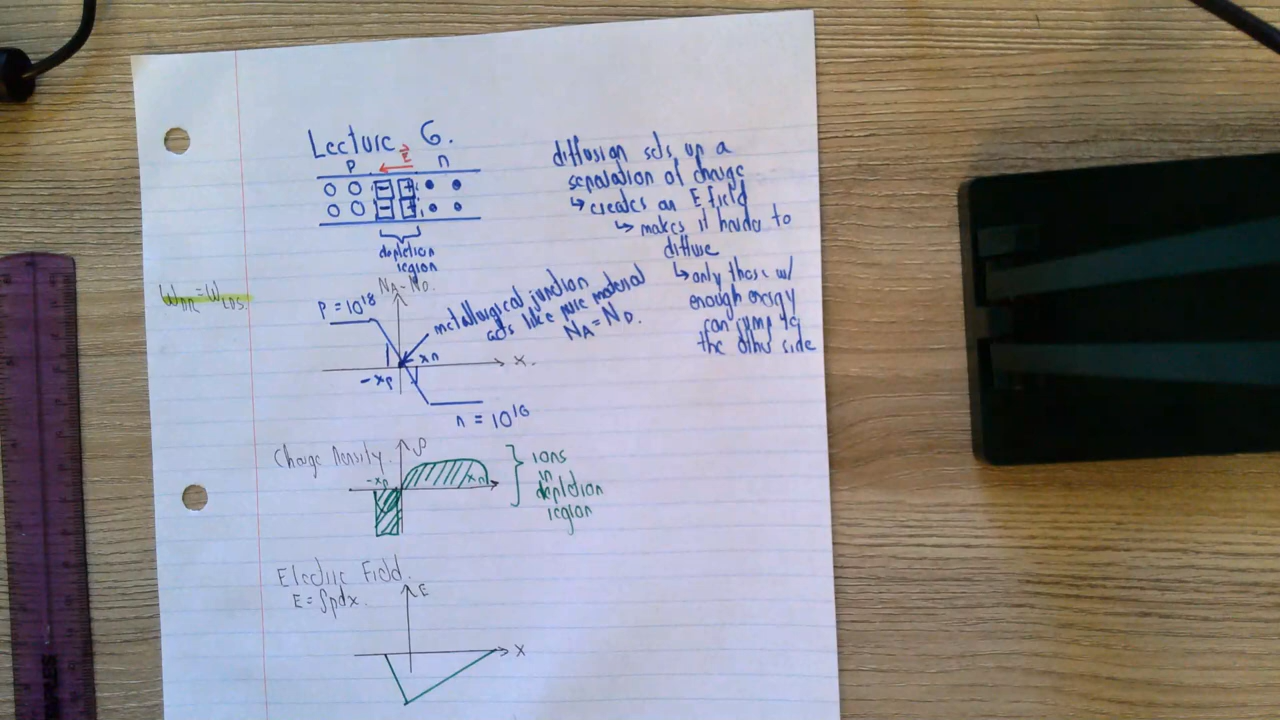 Lecture 6.
P E n
depletion
region
diffusion sets up a
separation of charge
↳ creates an E field
↳ makes it harder to
diffuse
↳ only those w/
enough energy
can jump to
the other side
NA - ND.
P = 10^18
metallurgical junction
acts like pure material
NA = ND.
xn
x.
-xp
n = 10^16
Charge Density. ρ
-xp xn
ions
in
depletion
region
Electric Field.
E = ∫ρdx.
E
x